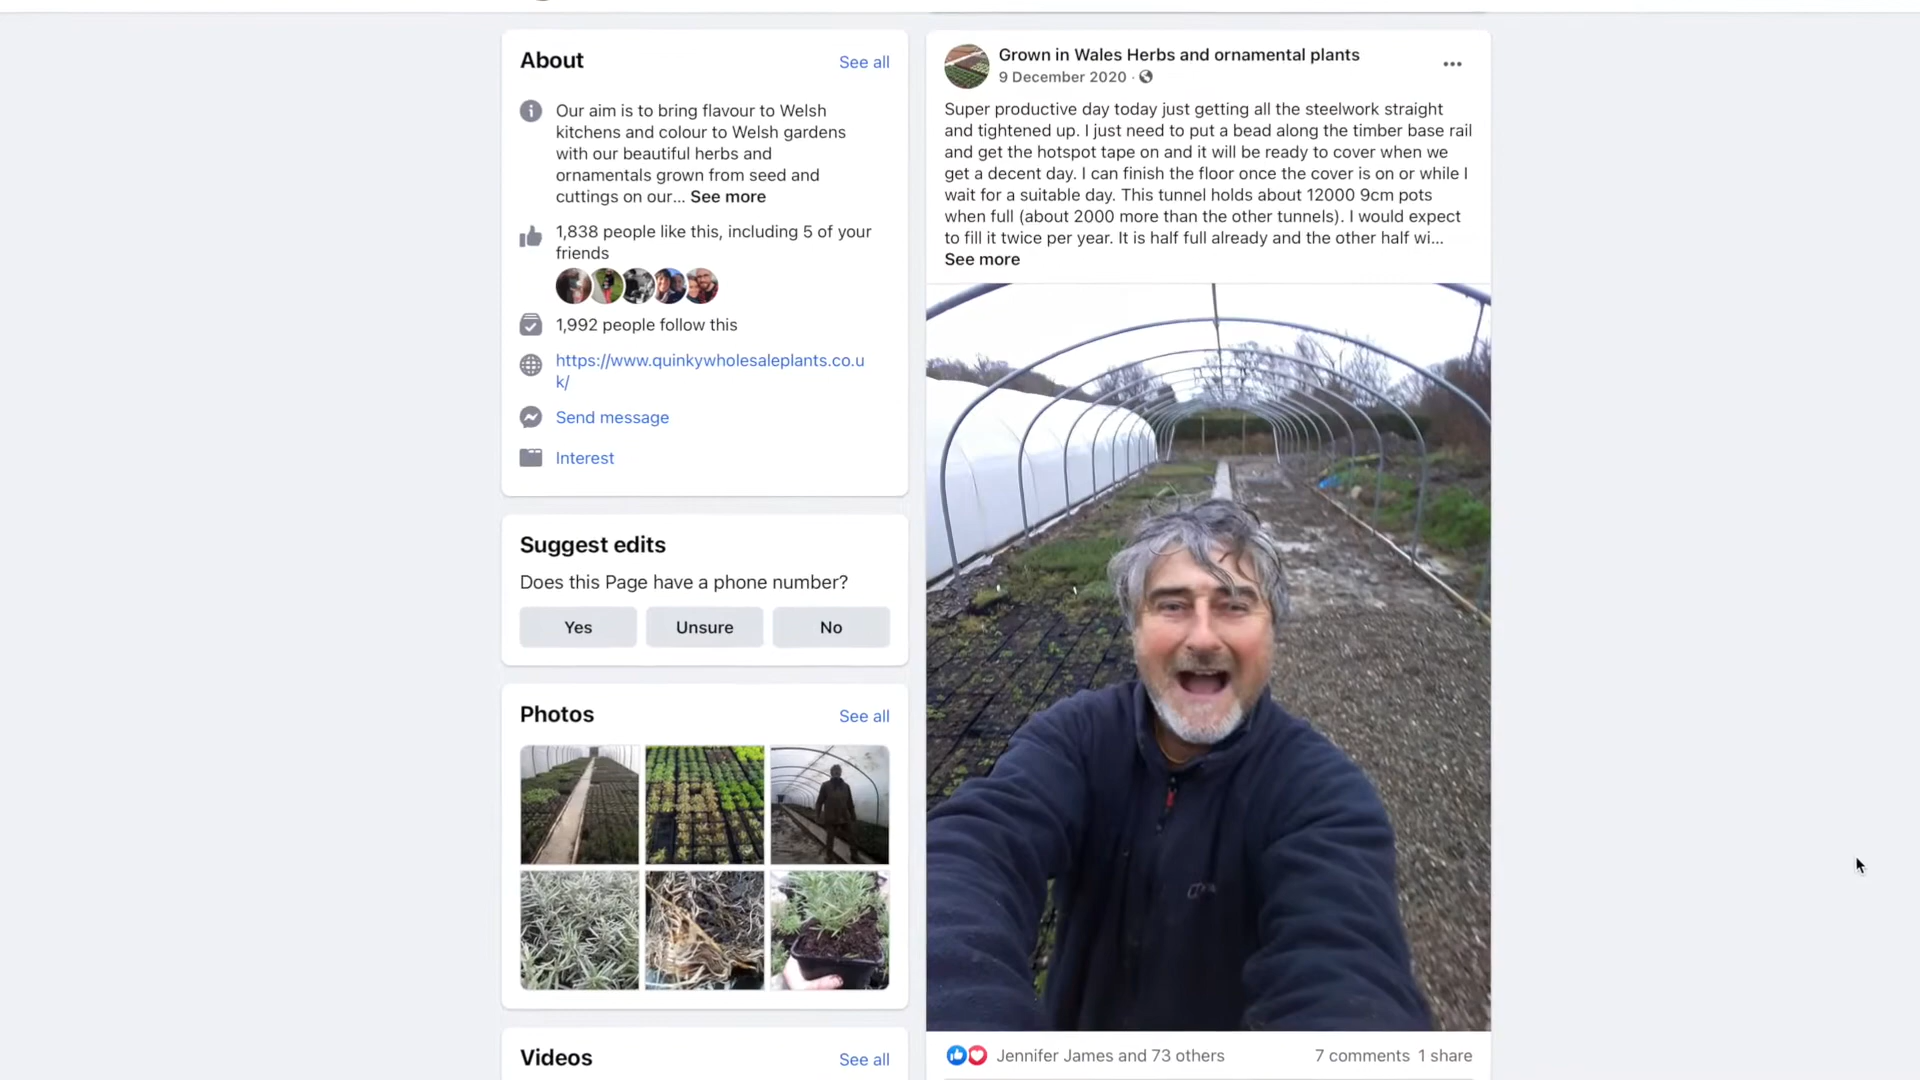 About
See all
Our aim is to bring flavour to Welsh
kitchens and colour to Welsh gardens
with our beautiful herbs and
ornamentals grown from seed and
cuttings on our... See more
1,838 people like this, including 5 of your
friends
1,992 people follow this
https://www.quinkywholesaleplants.co.u
k/
Send message
Interest
Suggest edits
Does this Page have a phone number?
Yes
Unsure
No
Photos
See all
Videos
See all
Grown in Wales Herbs and ornamental plants
9 December 2020 ·
Super productive day today just getting all the steelwork straight
and tightened up. I just need to put a bead along the timber base rail
and get the hotspot tape on and it will be ready to cover when we
get a decent day. I can finish the floor once the cover is on or while I
wait for a suitable day. This tunnel holds about 12000 9cm pots
when full (about 2000 more than the other tunnels). I would expect
to fill it twice per year. It is half full already and the other half wi...
See more
Jennifer James and 73 others
7 comments 1 share